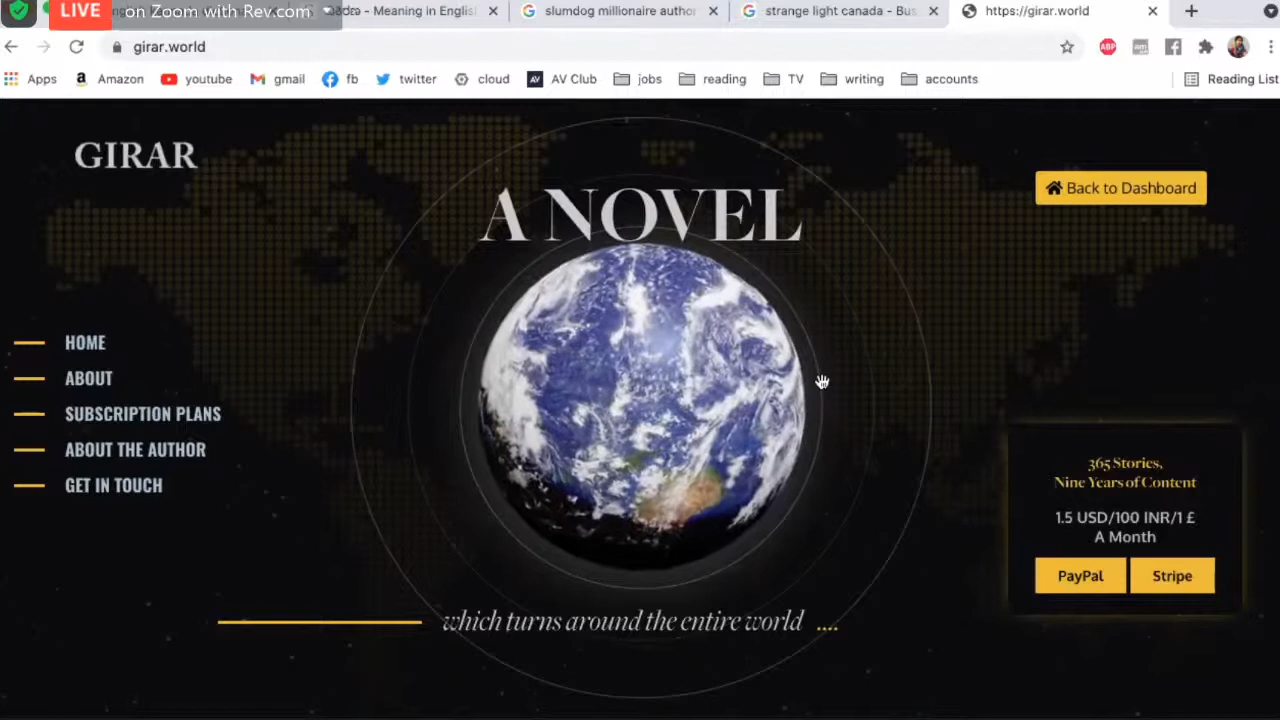 LIVE on Zoom with Rev.com
- Meaning in Englis
slumdog millionaire author
strange light canada - Bus
https://girar.world
girar.world
ABP
Apps Amazon youtube gmail fb twitter cloud AV AV Club jobs reading TV writing accounts Reading List
GIRAR
A NOVEL
Back to Dashboard
HOME
ABOUT
SUBSCRIPTION PLANS
ABOUT THE AUTHOR
GET IN TOUCH
365 Stories,
Nine Years of Content
1.5 USD/100 INR/1 £
A Month
PayPal Stripe
which turns around the entire world ....